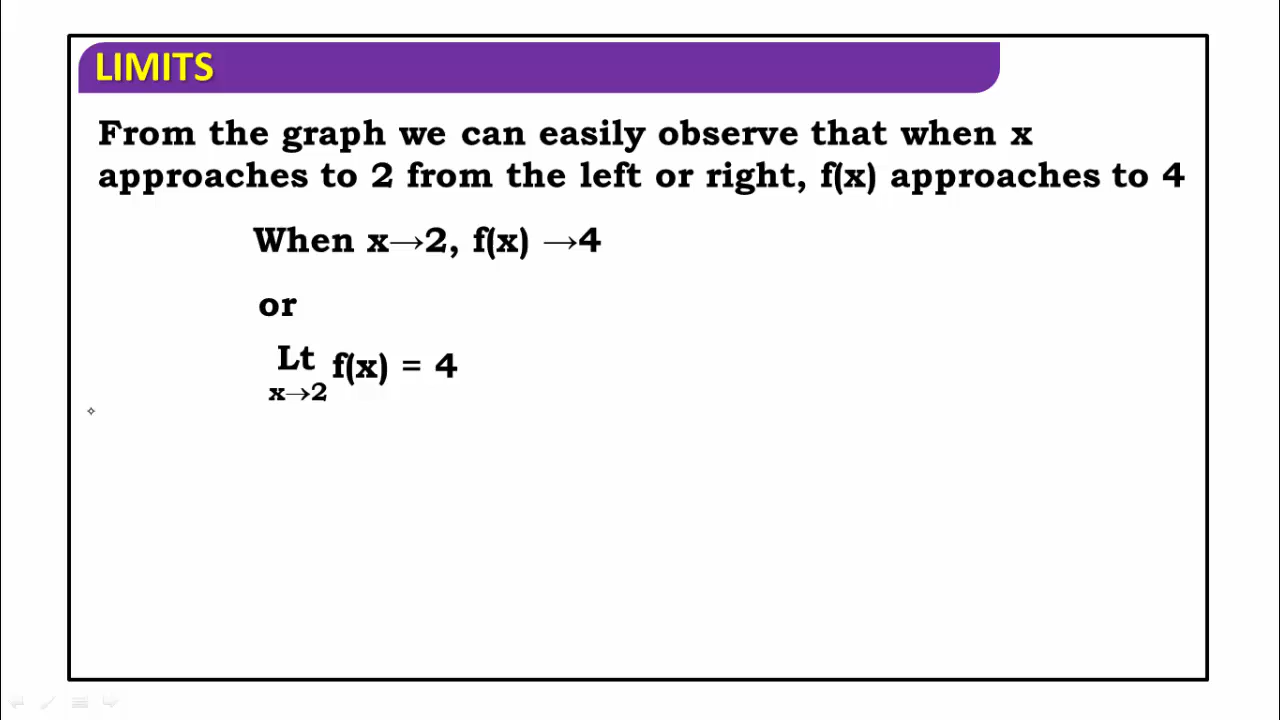 LIMITS
From the graph we can easily observe that when x
approaches to 2 from the left or right, f(x) approaches to 4
When x→2, f(x) →4
or
Lt f(x) = 4
x→2